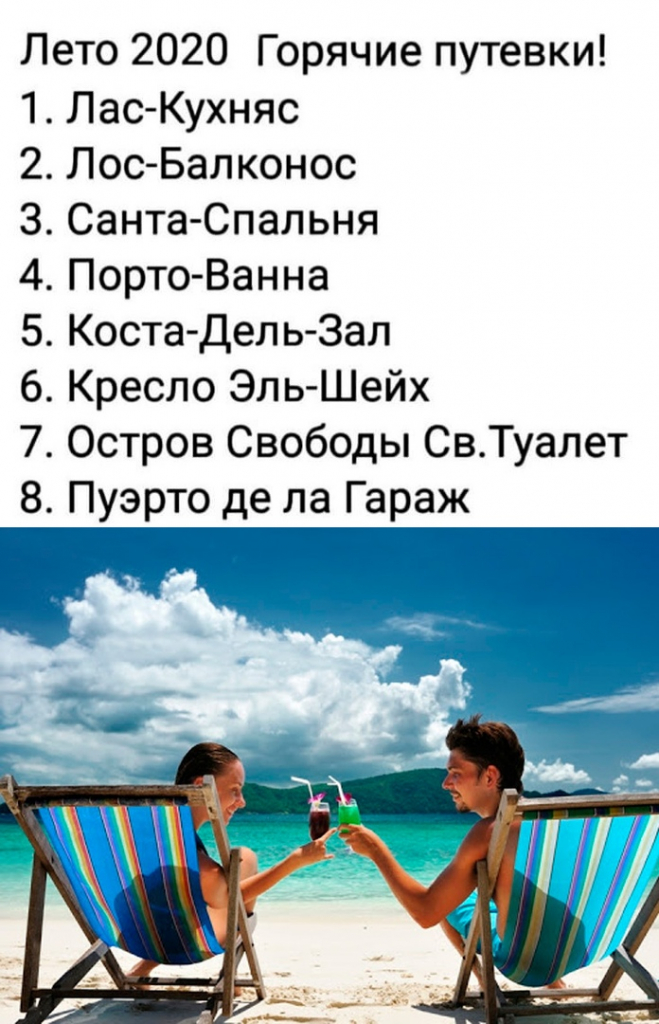 Лето 2020 Горячие путевки!
1. Лас-Кухняс
2. Лос-Балконос
3. Санта-Спальня
4. Порто-Ванна
5. Коста-Дель-Зал
6. Кресло Эль-Шейх
7. Остров Свободы Св.Туалет
8. Пуэрто де ла Гараж